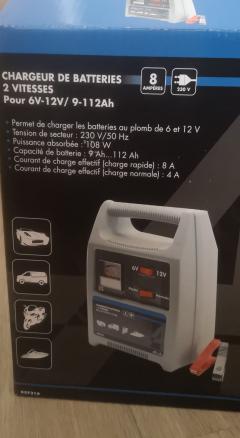 CHARGEUR DE BATTERIES
2 VITESSES
Pour 6V-12V/ 9-112Ah
8
AMPÈRES
230 V
• Permet de charger les batteries au plomb de 6 et 12 V
• Tension de secteur : 230 V/50 Hz
• Puissance absorbée : 108 W
• Capacité de batterie : 9 Ah...112 Ah
• Courant de charge effectif (charge rapide) : 8 A
• Courant de charge effectif (charge normale) : 4 A
6V
12V